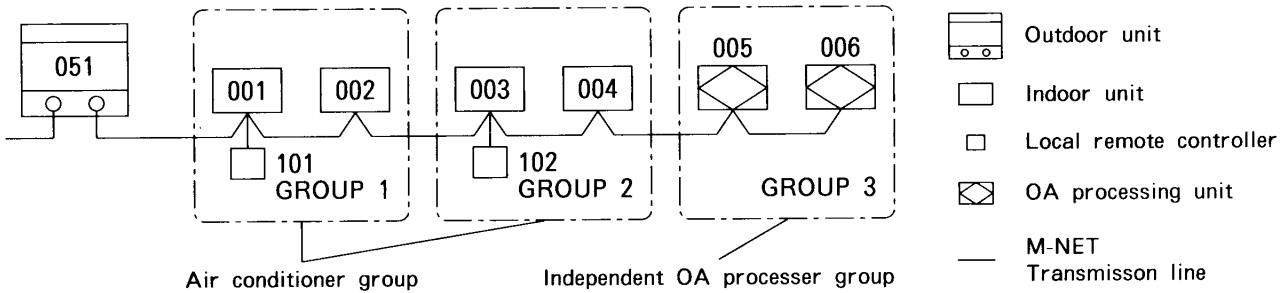 051
001
002
101
GROUP 1
003
004
102
GROUP 2
005
006
GROUP 3
Air conditioner group
Independent OA processer group
Outdoor unit
Indoor unit
Local remote controller
OA processing unit
M-NET
Transmisson line